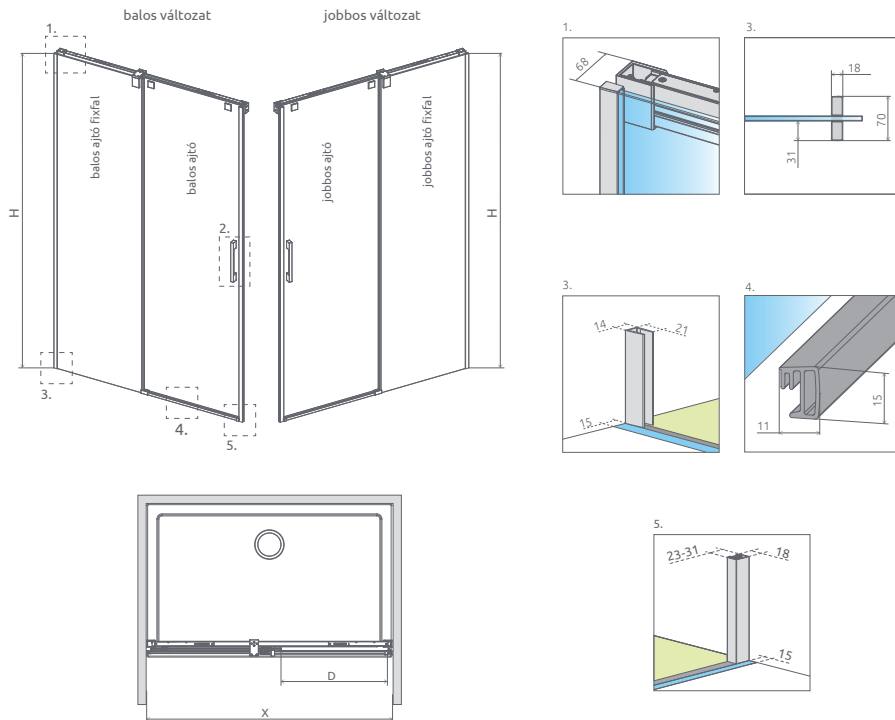 balos változat
jobbos változat
1.
H
balos ajtó fixfal
balos ajtó
2.
3.
4.
5.
jobbos ajtó
jobbos ajtó fixfal
H
1.
68
3.
18
70
31
3.
14
21
15
4.
11
15
D
X
5.
23-31
18
15